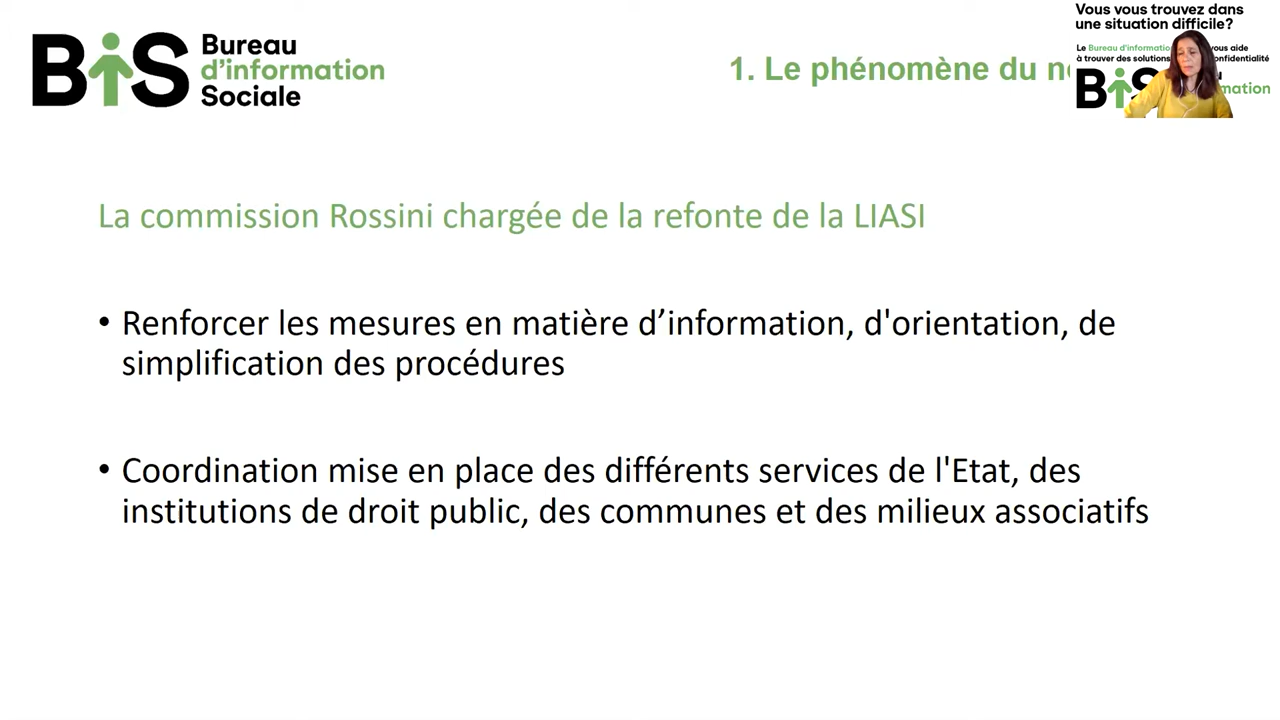 BiS Bureau
d'information
Sociale
1. Le phénomène du
Vous vous trouvez dans
une situation difficile?
Le Bureau d'information vous aide
à trouver des solutions
La commission Rossini chargée de la refonte de la LIASI
• Renforcer les mesures en matière d’information, d'orientation, de
simplification des procédures
• Coordination mise en place des différents services de l'Etat, des
institutions de droit public, des communes et des milieux associatifs